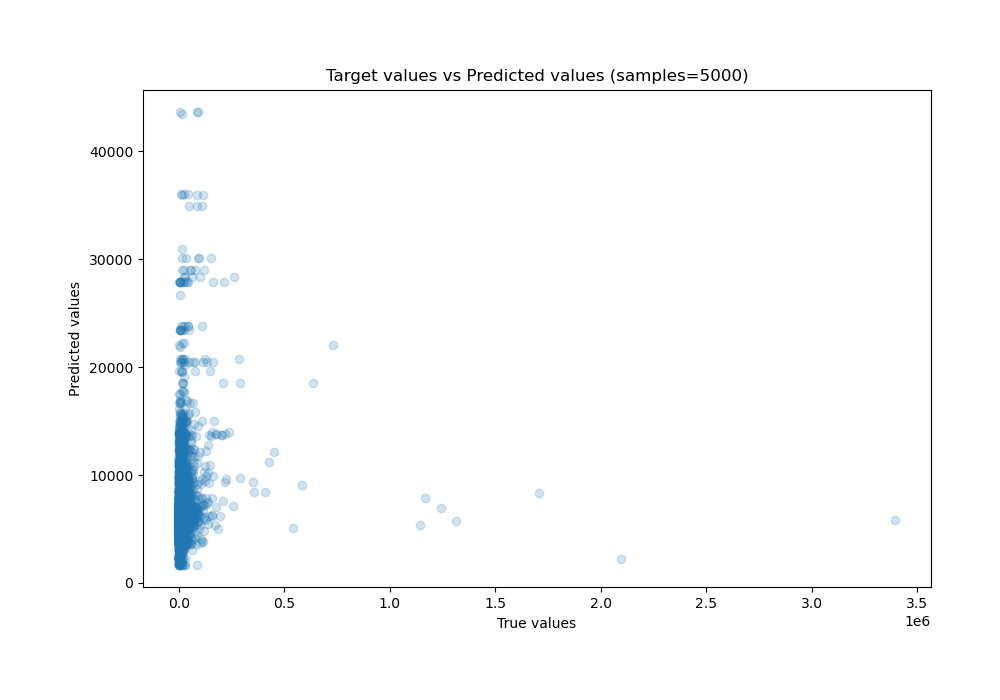 Target values vs Predicted values (samples=5000)
Predicted values
40000
30000
20000
10000
0
0.0 0.5 1.0 1.5 2.0 2.5 3.0 3.5
1e6
True values